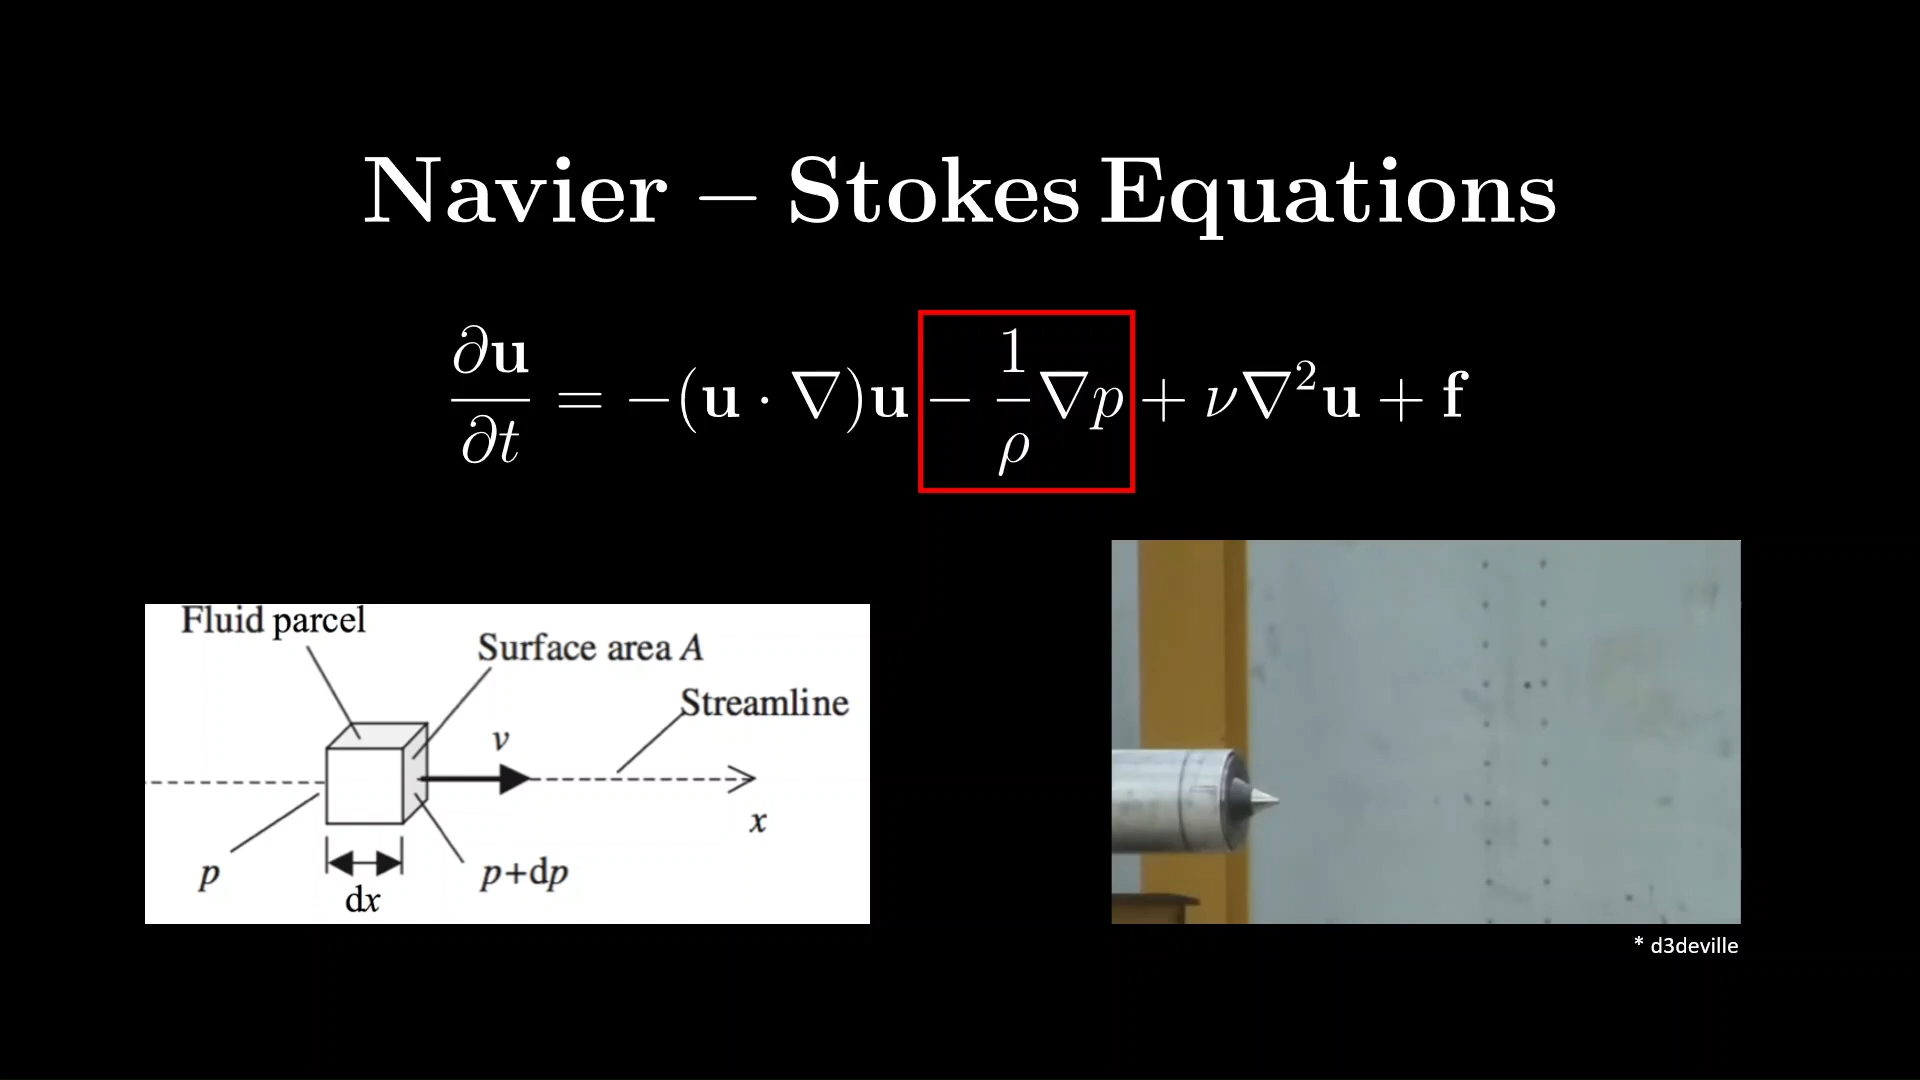 Navier – Stokes Equations
∂u/∂t = −(u · ∇)u − 1/ρ ∇p + ν∇²u + f
Fluid parcel
Surface area A
Streamline
v
x
p
p+dp
dx
* d3deville